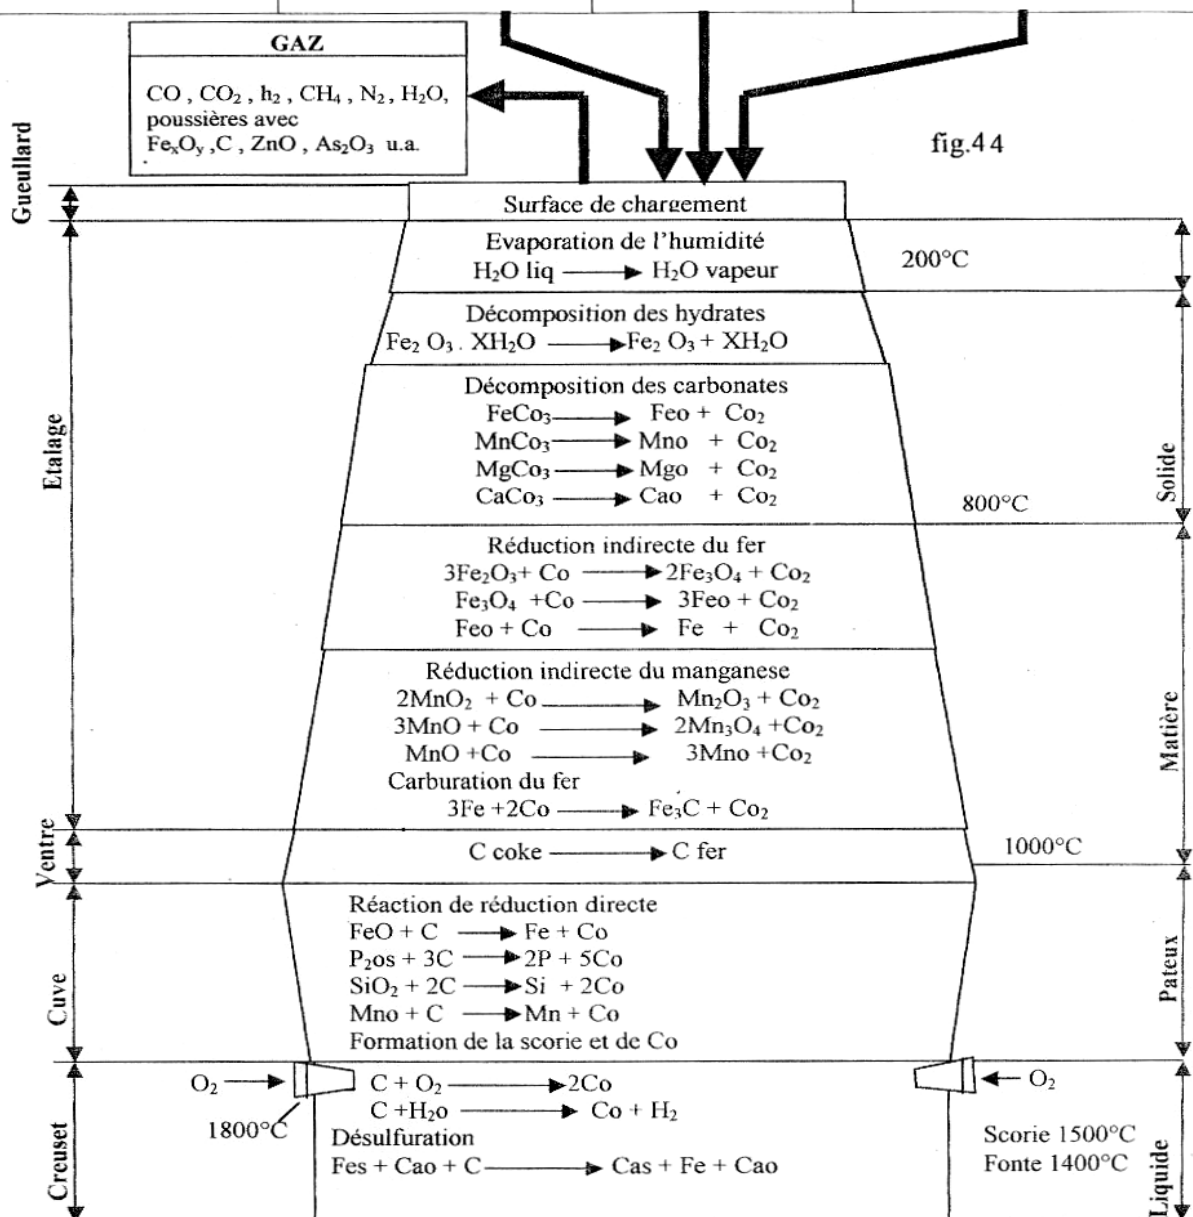 GAZ
CO , CO₂ , h₂ , CH₄ , N₂ , H₂O,
poussières avec
FeₓOᵧ ,C , ZnO , As₂O₃ u.a.
fig.44
Gueullard
Surface de chargement
Etalage
Evaporation de l'humidité
H₂O liq → H₂O vapeur
200°C
Décomposition des hydrates
Fe₂ O₃ . XH₂O → Fe₂ O₃ + XH₂O
Décomposition des carbonates
FeCo₃ → Feo + Co₂
MnCo₃ → Mno + Co₂
MgCo₃ → Mgo + Co₂
CaCo₃ → Cao + Co₂
Solide
800°C
Réduction indirecte du fer
3Fe₂O₃+ Co → 2Fe₃O₄ + Co₂
Fe₃O₄ +Co → 3Feo + Co₂
Feo + Co → Fe + Co₂
Réduction indirecte du manganese
2MnO₂ + Co → Mn₂O₃ + Co₂
3MnO + Co → 2Mn₃O₄ +Co₂
MnO +Co → 3Mno +Co₂
Carburation du fer
3Fe +2Co → Fe₃C + Co₂
Matière
Ventre
C coke → C fer
1000°C
Cuve
Réaction de réduction directe
FeO + C → Fe + Co
P₂os + 3C → 2P + 5Co
SiO₂ + 2C → Si + 2Co
Mno + C → Mn + Co
Formation de la scorie et de Co
Pateux
O₂ → C + O₂ → 2Co ← O₂
C +H₂o → Co + H₂
1800°C
Désulfuration
Fes + Cao + C → Cas + Fe + Cao
Scorie 1500°C
Fonte 1400°C
Creuset
Liquide